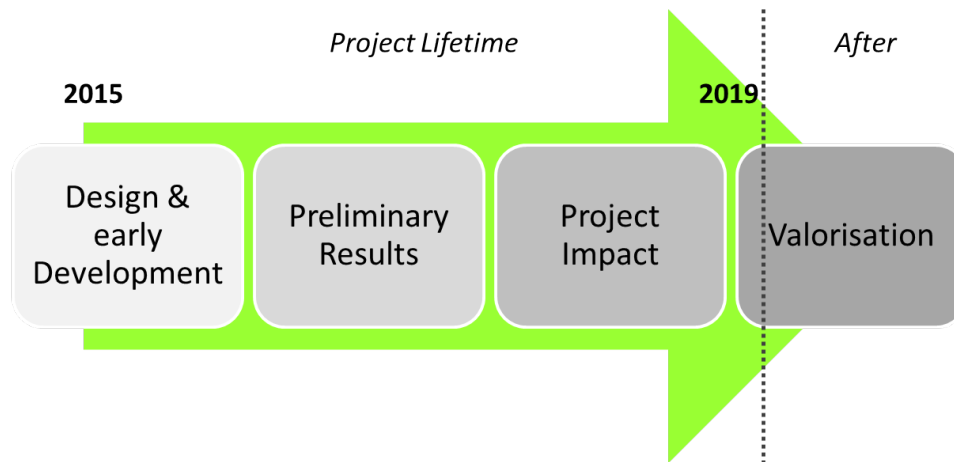 Project Lifetime
After
2015
2019
Design &
early
Development
Preliminary
Results
Project
Impact
Valorisation